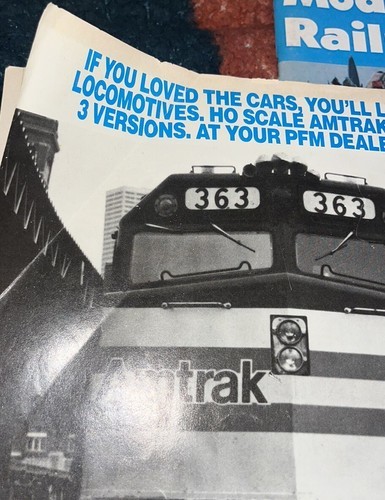 Rail
IF YOU LOVED THE CARS, YOU'LL L
LOCOMOTIVES. HO SCALE AMTRAK
3 VERSIONS. AT YOUR PFM DEALE
363 363
Amtrak